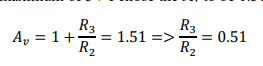 A_v = 1 + R_3/R_2 = 1.51 => R_3/R_2 = 0.51